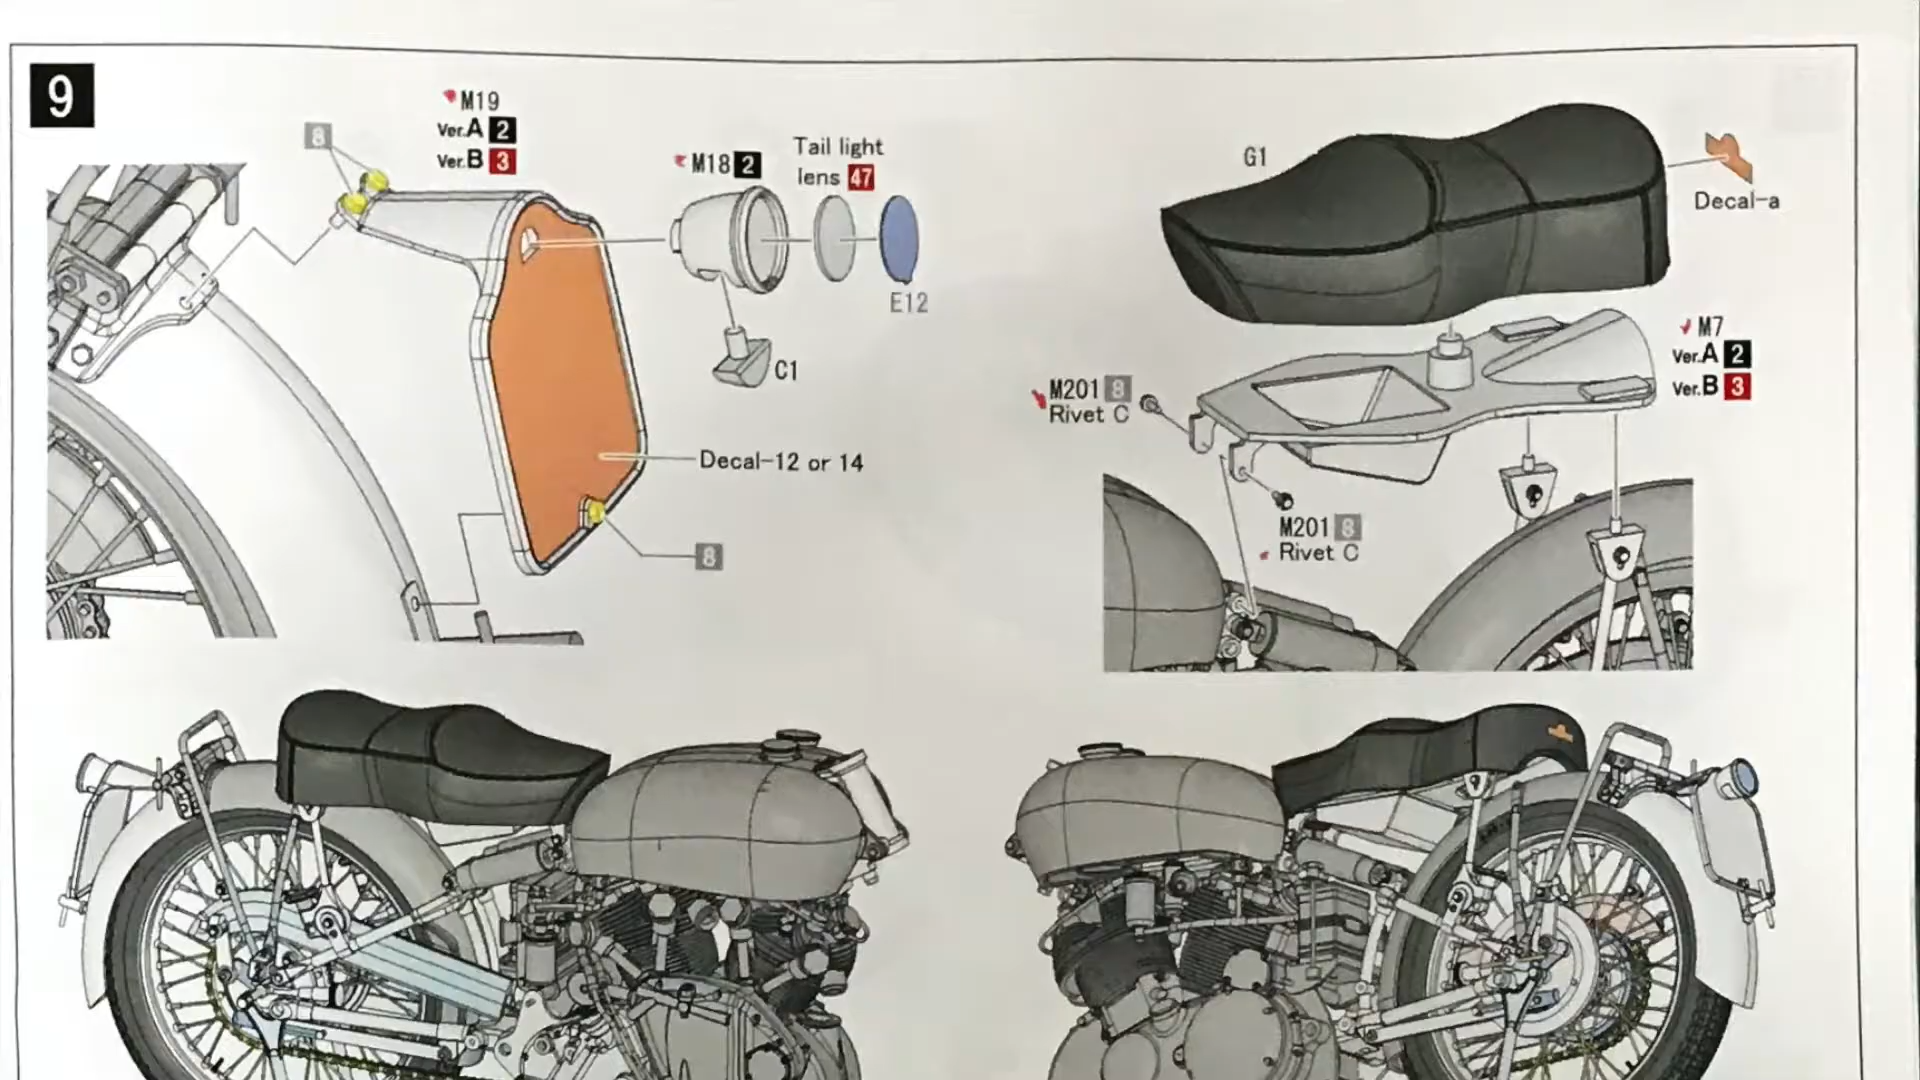 9
M19
Ver.A 2
Ver.B 3
8
M18 2
Tail light
lens 47
E12
C1
Decal-12 or 14
8
G1
Decal-a
M7
Ver.A 2
Ver.B 3
M201 8
Rivet C
M201 8
Rivet C